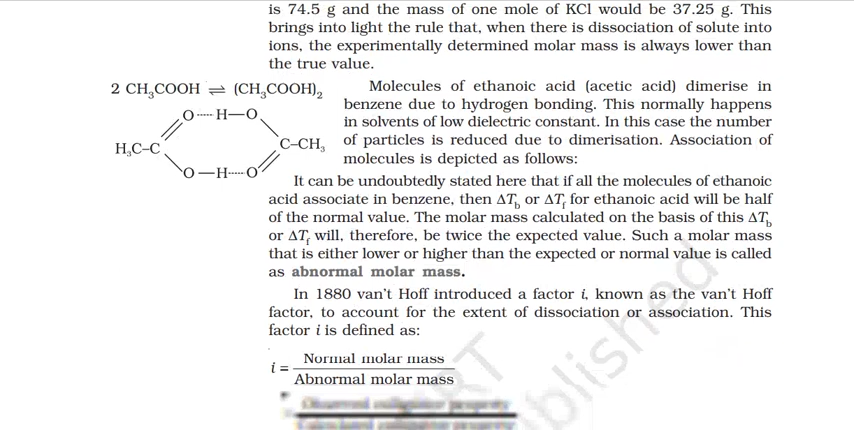 is 74.5 g and the mass of one mole of KCl would be 37.25 g. This
brings into light the rule that, when there is dissociation of solute into
ions, the experimentally determined molar mass is always lower than
the true value.
2 CH₃COOH ⇌ (CH₃COOH)₂
O ····· H—O
H₃C–C
C–CH₃
O —H·····O
Molecules of ethanoic acid (acetic acid) dimerise in
benzene due to hydrogen bonding. This normally happens
in solvents of low dielectric constant. In this case the number
of particles is reduced due to dimerisation. Association of
molecules is depicted as follows:
It can be undoubtedly stated here that if all the molecules of ethanoic
acid associate in benzene, then ΔT_b or ΔT_f for ethanoic acid will be half
of the normal value. The molar mass calculated on the basis of this ΔT_b
or ΔT_f will, therefore, be twice the expected value. Such a molar mass
that is either lower or higher than the expected or normal value is called
as abnormal molar mass.
In 1880 van't Hoff introduced a factor i, known as the van't Hoff
factor, to account for the extent of dissociation or association. This
factor i is defined as:
i = Normal molar mass
Abnormal molar mass